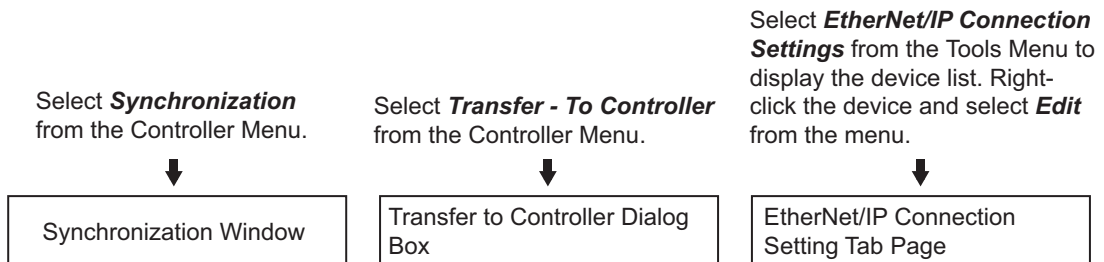 Select Synchronization
from the Controller Menu.
Synchronization Window
Select Transfer - To Controller
from the Controller Menu.
Transfer to Controller Dialog
Box
Select EtherNet/IP Connection
Settings from the Tools Menu to
display the device list. Right-
click the device and select Edit
from the menu.
EtherNet/IP Connection
Setting Tab Page